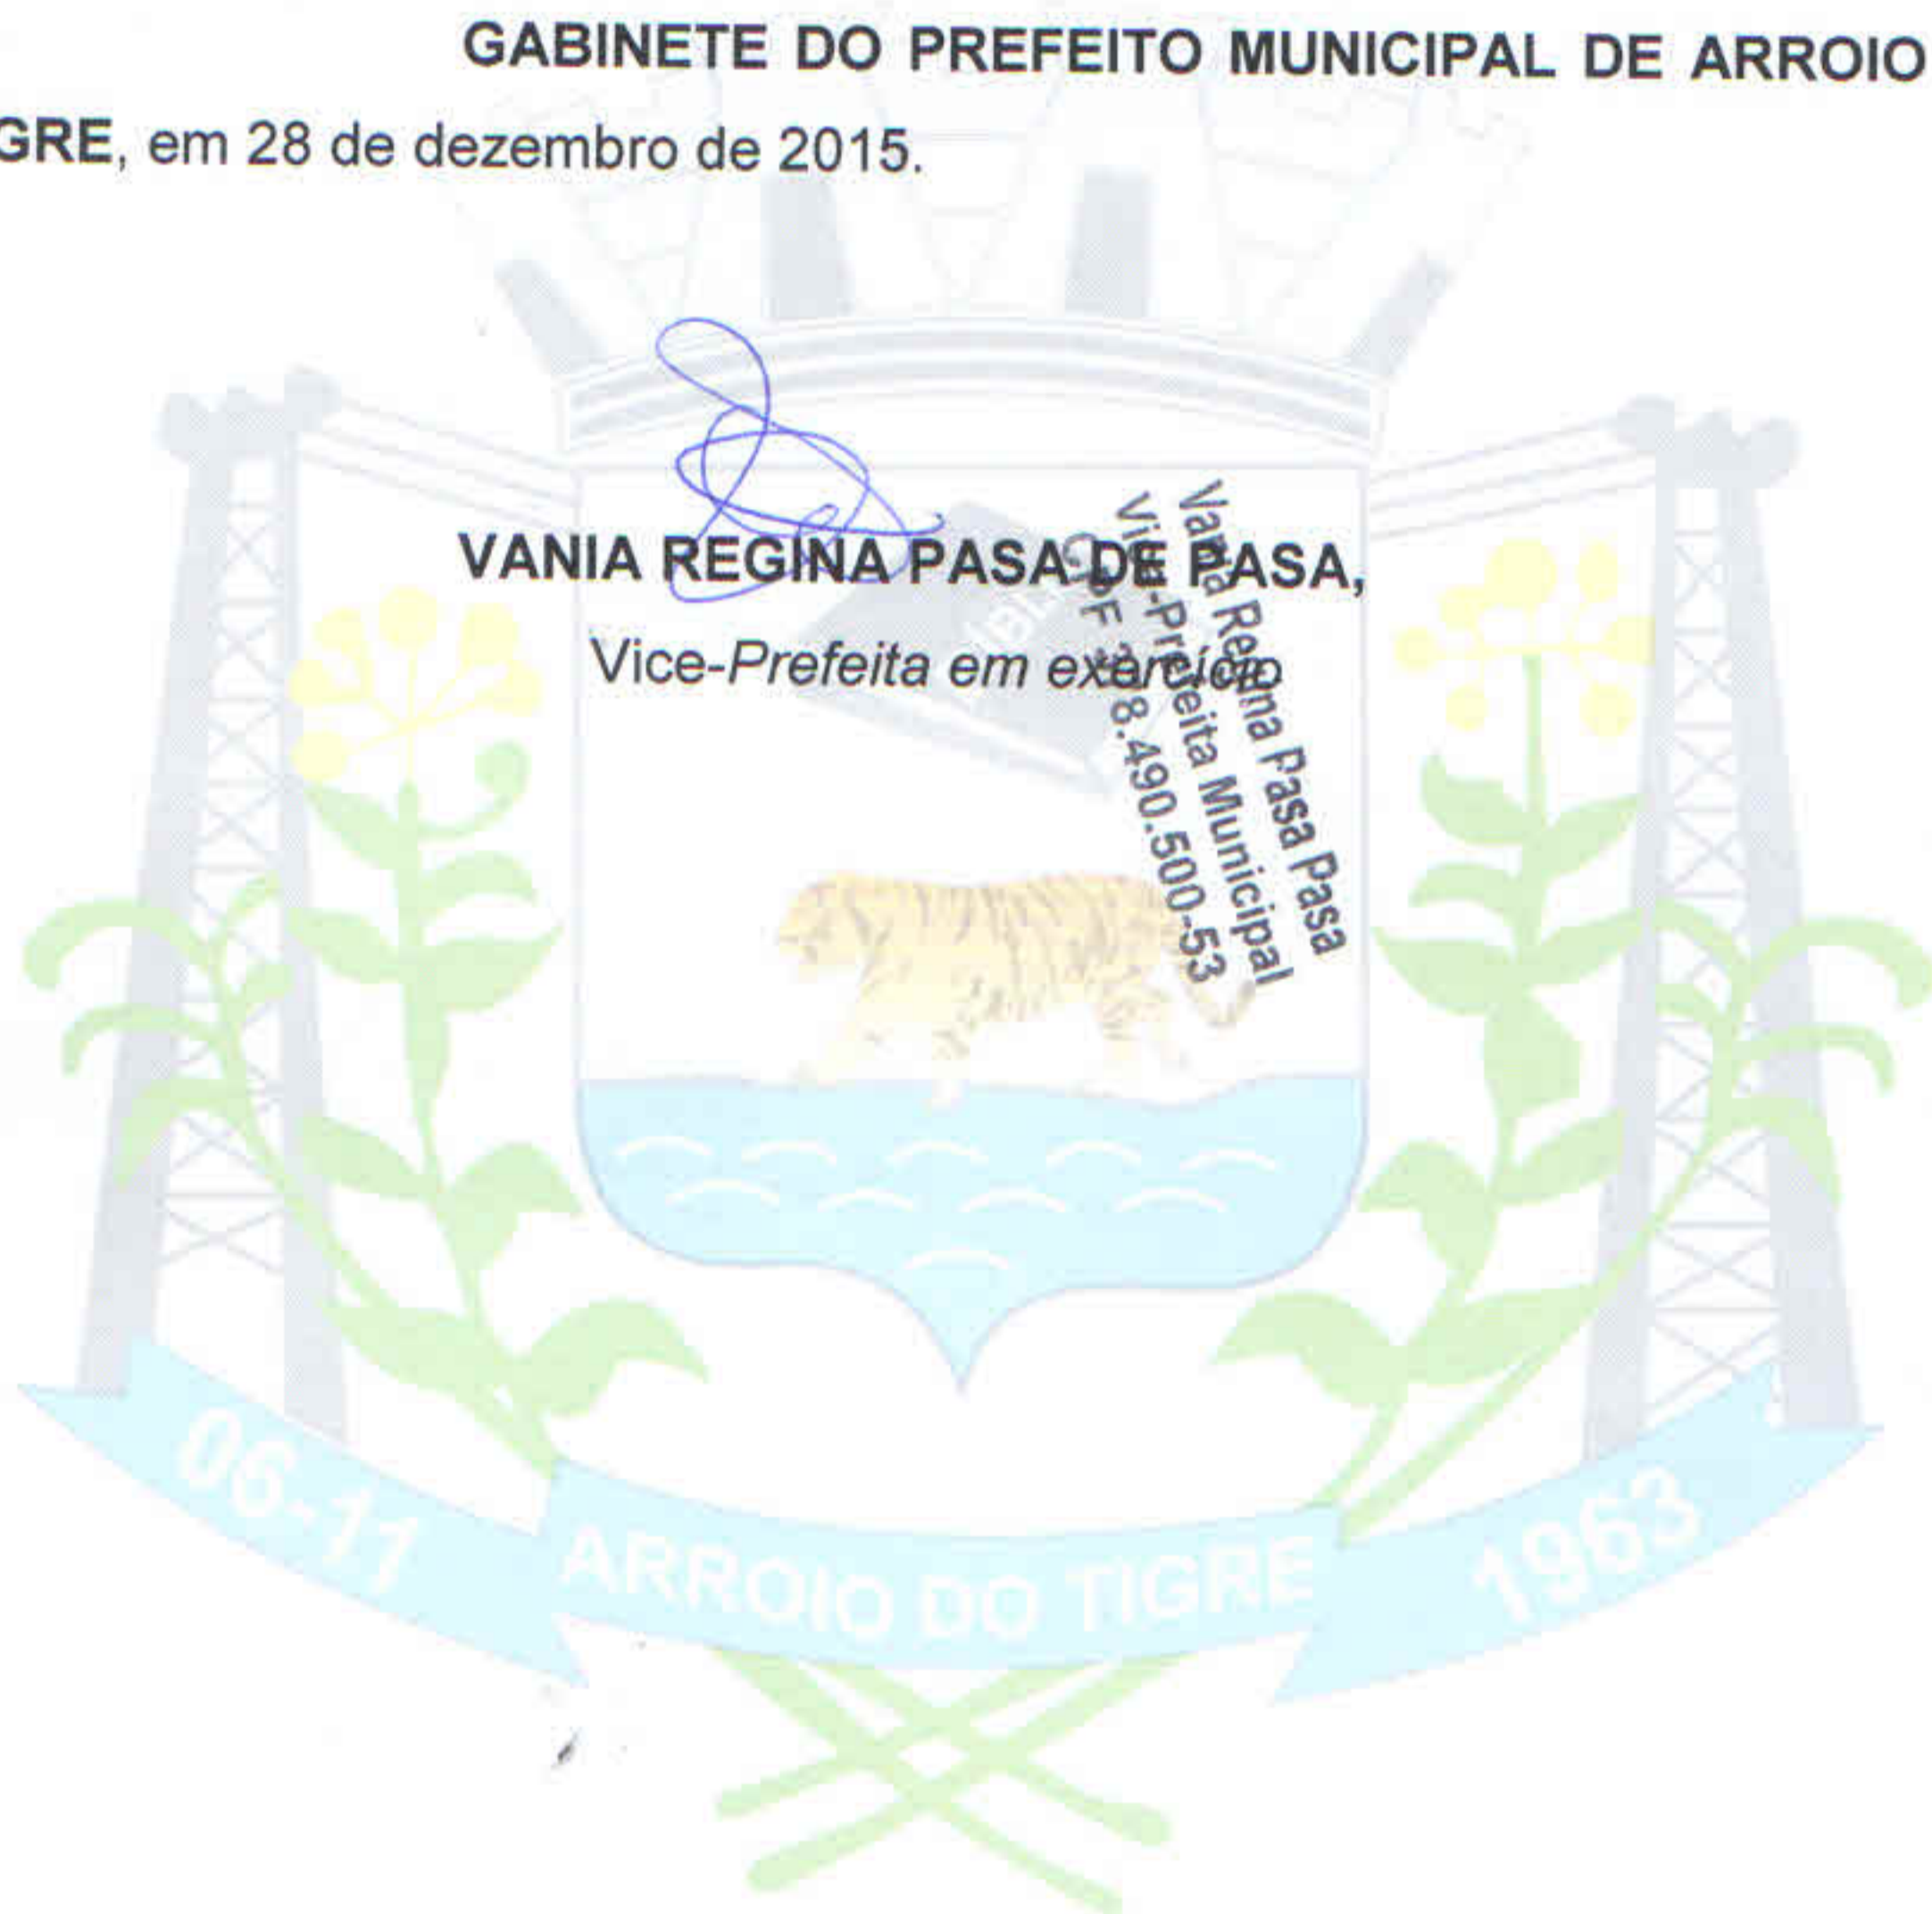 GABINETE DO PREFEITO MUNICIPAL DE ARROIO
GRE, em 28 de dezembro de 2015.
VANIA REGINA PASA DE PASA,
Vice-Prefeita em exercício
Vania Regina Pasa Pasa
Vice-Prefeita Municipal
CPF 8.490.500-53
06-11
ARROIO DO TIGRE
1963